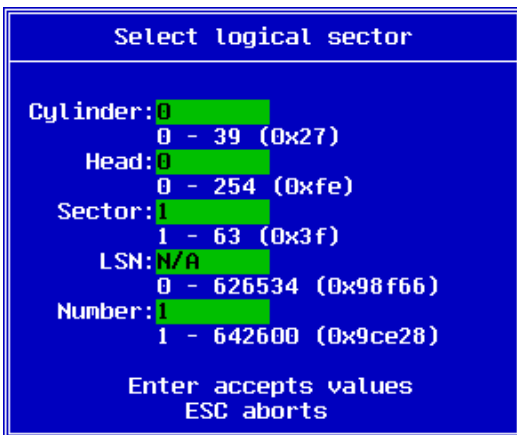 Select logical sector
Cylinder:0
0 - 39 (0x27)
Head:0
0 - 254 (0xfe)
Sector:1
1 - 63 (0x3f)
LSN:N/A
0 - 626534 (0x98f66)
Number:1
1 - 642600 (0x9ce28)
Enter accepts values
ESC aborts